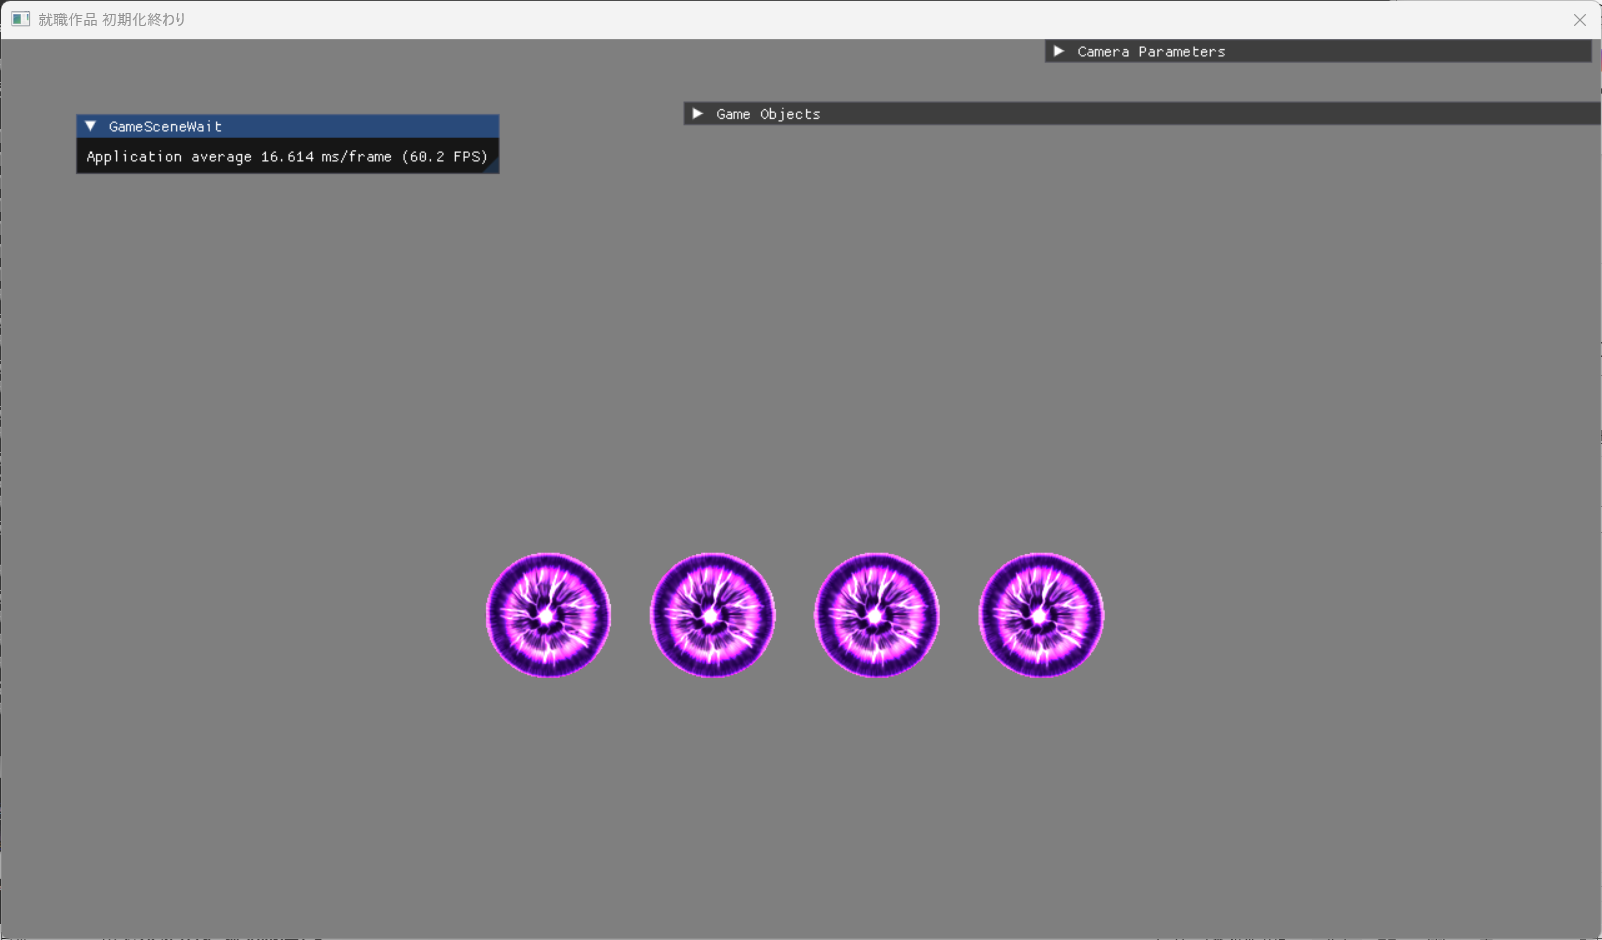 就職作品 初期化終わり
Camera Parameters
Game Objects
GameSceneWait
Application average 16.614 ms/frame (60.2 FPS)